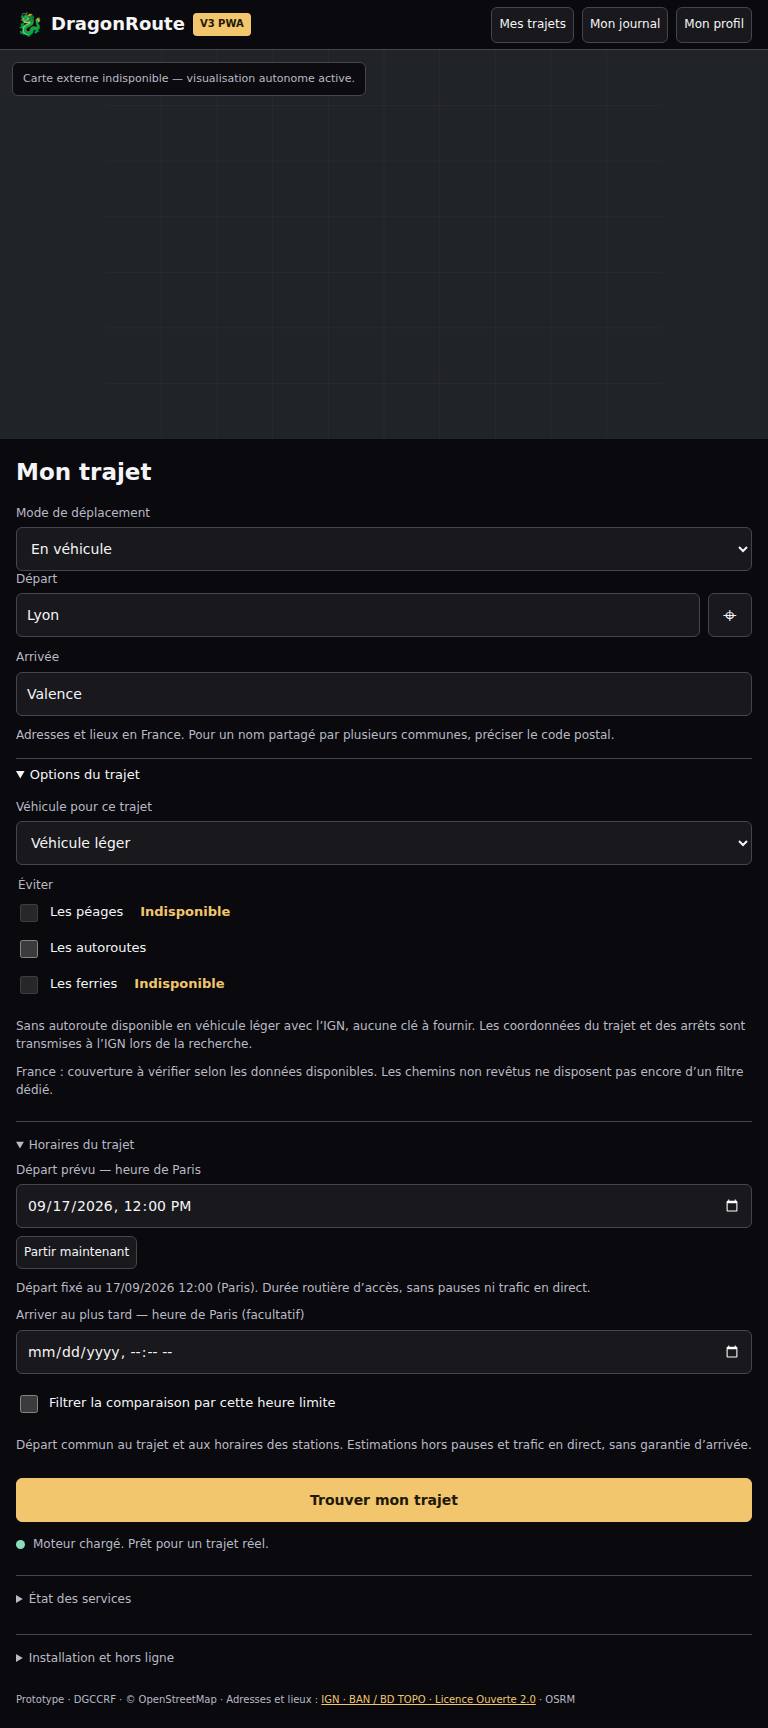 DragonRoute V3 PWA Mes trajets Mon journal Mon profil
Carte externe indisponible — visualisation autonome active.
Mon trajet
Mode de déplacement
En véhicule
Départ
Lyon
Arrivée
Valence
Adresses et lieux en France. Pour un nom partagé par plusieurs communes, préciser le code postal.
Options du trajet
Véhicule pour ce trajet
Véhicule léger
Éviter
Les péages Indisponible
Les autoroutes
Les ferries Indisponible
Sans autoroute disponible en véhicule léger avec l’IGN, aucune clé à fournir. Les coordonnées du trajet et des arrêts sont
transmises à l’IGN lors de la recherche.
France : couverture à vérifier selon les données disponibles. Les chemins non revêtus ne disposent pas encore d’un filtre
dédié.
Horaires du trajet
Départ prévu — heure de Paris
09/17/2026, 12:00 PM
Partir maintenant
Départ fixé au 17/09/2026 12:00 (Paris). Durée routière d’accès, sans pauses ni trafic en direct.
Arriver au plus tard — heure de Paris (facultatif)
mm/dd/yyyy, --:-- --
Filtrer la comparaison par cette heure limite
Départ commun au trajet et aux horaires des stations. Estimations hors pauses et trafic en direct, sans garantie d’arrivée.
Trouver mon trajet
Moteur chargé. Prêt pour un trajet réel.
État des services
Installation et hors ligne
Prototype · DGCCRF · © OpenStreetMap · Adresses et lieux : IGN · BAN / BD TOPO · Licence Ouverte 2.0 · OSRM